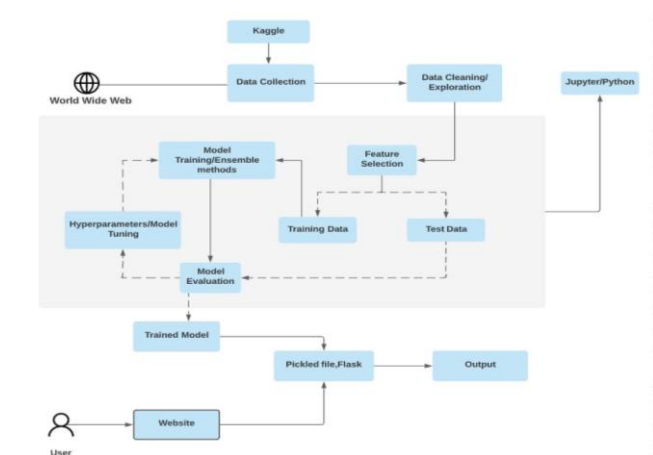 Kaggle
Data Collection
World Wide Web
Data Cleaning/
Exploration
Jupyter/Python
Model
Training/Ensemble
methods
Feature
Selection
Hyperparameters/Model
Tuning
Training Data
Test Data
Model
Evaluation
Trained Model
Pickled file,Flask
Output
Website
User